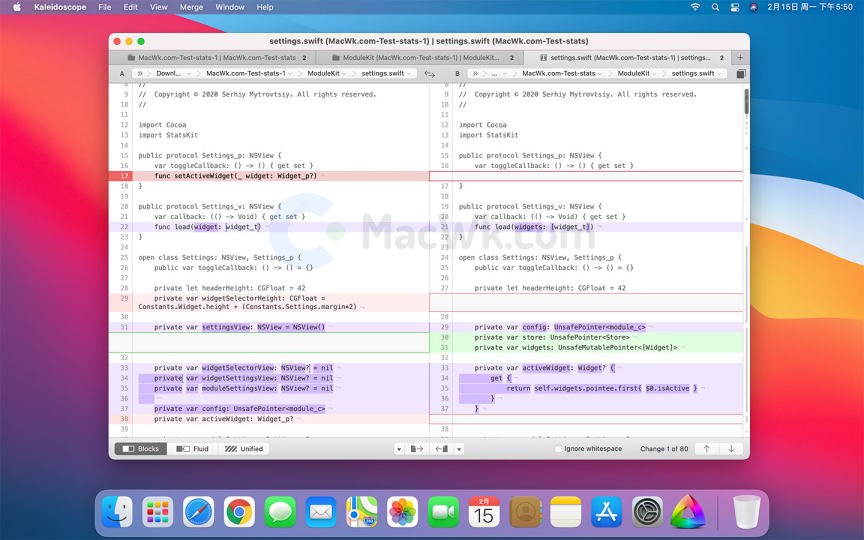 Kaleidoscope File Edit View Merge Window Help 2月15日 周一 下午5:50
settings.swift (MacWk.com-Test-stats-1) | settings.swift (MacWk.com-Test-stats)
MacWk.com-Test-stats-1 | MacWk.com-Test-stats 2 ModuleKit (MacWk.com-Test-stats-1) | ModuleKit... 2 settings.swift (MacWk.com-Test-stats-1) | settings.... 2 +
A » Downl... MacWk.com-Test-stats-1 ModuleKit settings.swift B » ... MacWk.com-Test-stats ModuleKit settings.swift
8 //
9 // Copyright © 2020 Serhiy Mytrovtsiy. All rights reserved.
10 //
11
12 import Cocoa
13 import StatsKit
14
15 public protocol Settings_p: NSView {
16 var toggleCallback: () -> () { get set }
17 func setActiveWidget(_ widget: Widget_p?)
18 }
19
20 public protocol Settings_v: NSView {
21 var callback: (() -> Void) { get set }
22 func load(widget: widget_t)
23 }
24
25 open class Settings: NSView, Settings_p {
26 public var toggleCallback: () -> () = {}
27
28 private let headerHeight: CGFloat = 42
29 private var widgetSelectorHeight: CGFloat =
Constants.Widget.height + (Constants.Settings.margin*2)
30
31 private var settingsView: NSView = NSView()
32
33 private var widgetSelectorView: NSView? = nil
34 private var widgetSettingsView: NSView? = nil
35 private var moduleSettingsView: NSView? = nil
36
37 private var config: UnsafePointer<module_c>
38 private var activeWidget: Widget_p?
39
8 //
9 // Copyright © 2020 Serhiy Mytrovtsiy. All rights reserved.
10 //
11
12 import Cocoa
13 import StatsKit
14
15 public protocol Settings_p: NSView {
16 var toggleCallback: () -> () { get set }
17 }
18
19 public protocol Settings_v: NSView {
20 var callback: (() -> Void) { get set }
21 func load(widgets: [widget_t])
22 }
23
24 open class Settings: NSView, Settings_p {
25 public var toggleCallback: () -> () = {}
26
27 private let headerHeight: CGFloat = 42
28
29 private var config: UnsafePointer<module_c>
30 private var store: UnsafePointer<Store>
31 private var widgets: UnsafeMutablePointer<[Widget]>
32
33 private var activeWidget: Widget? {
34 get {
35 return self.widgets.pointee.first{ $0.isActive }
36 }
37 }
38
MacWk.com
Blocks Fluid Unified Ignore whitespace Change 1 of 80
2月
15